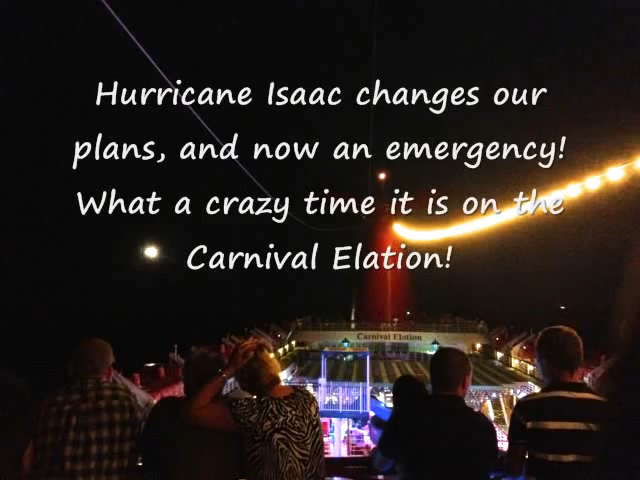 Hurricane Isaac changes our
plans, and now an emergency!
What a crazy time it is on the
Carnival Elation!
Carnival Elation